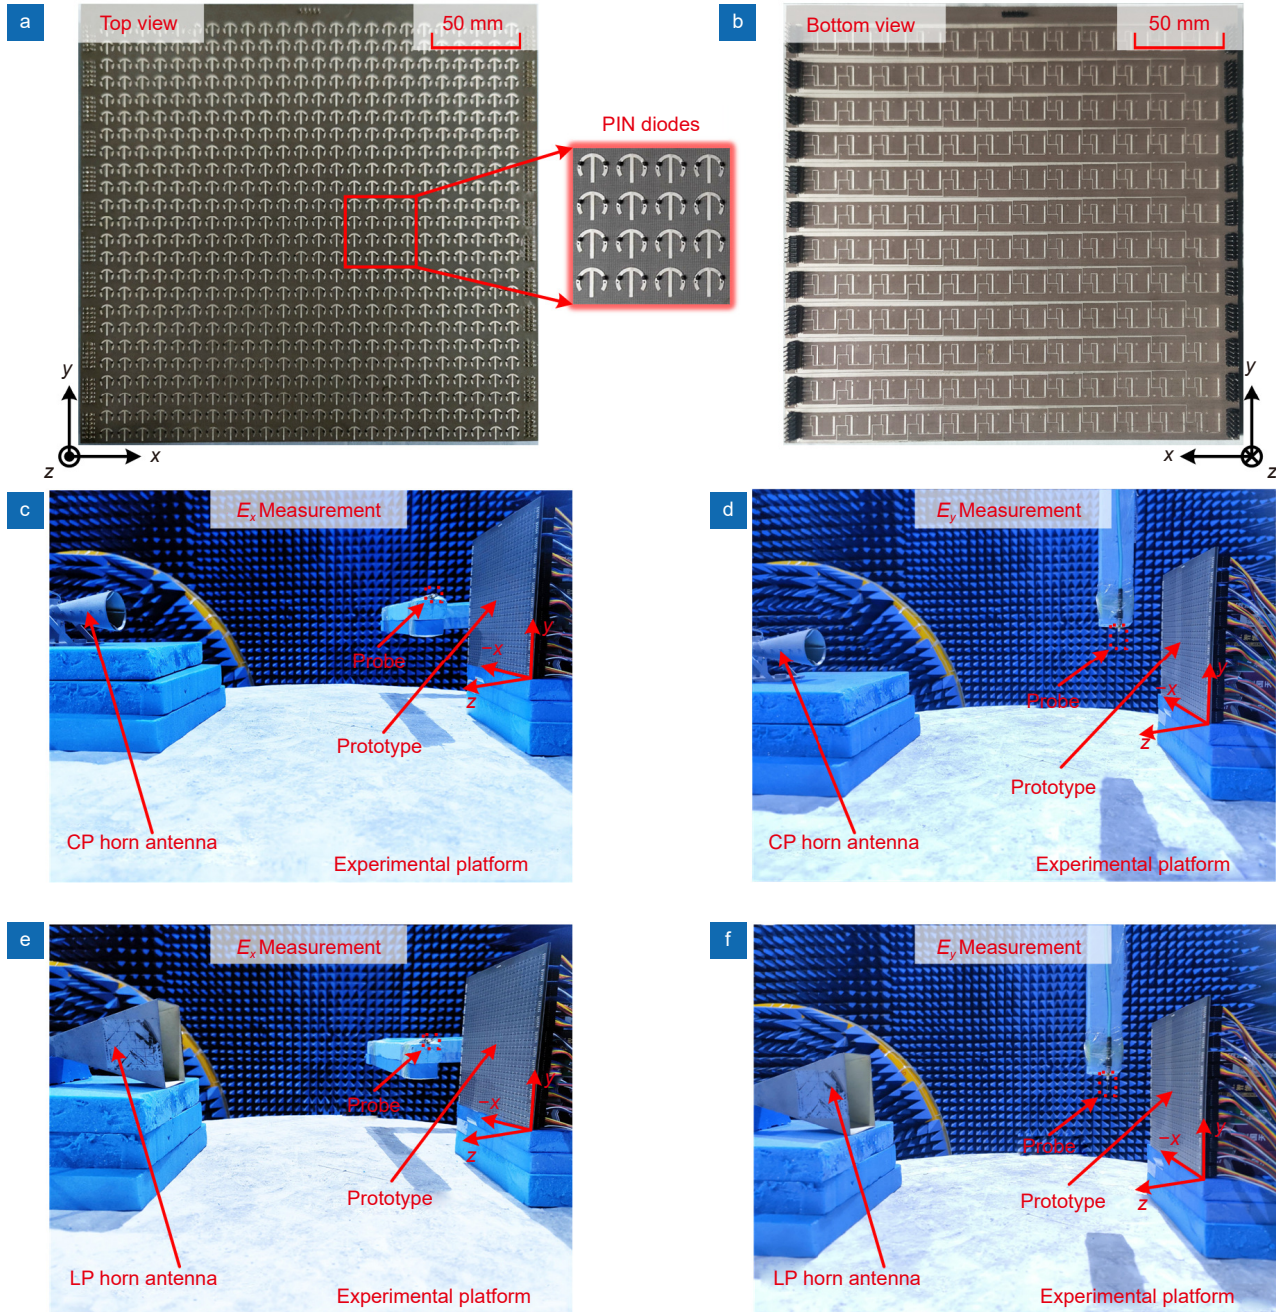 a
Top view
50 mm
b
Bottom view
50 mm
PIN diodes
y
x
z
y
x
z
c
Eₓ Measurement
y
−x
z
Probe
Prototype
CP horn antenna
Experimental platform
d
Eᵧ Measurement
y
−x
z
Probe
Prototype
CP horn antenna
Experimental platform
e
Eₓ Measurement
y
−x
z
Probe
Prototype
LP horn antenna
Experimental platform
f
Eᵧ Measurement
y
−x
z
Probe
Prototype
LP horn antenna
Experimental platform